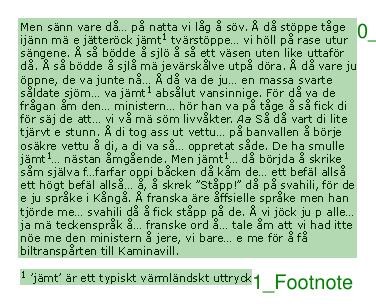 Men sänn vare då... på natta vi låg å söv. Å då stöppe tåge
ijänn mä e jätteröck jämt¹ tvärstöppe... vi höll på rase utur
sängene. Å så bödde å sjlö å så ett väsen uten like uttaför
då. Å så bödde å sjlå må jevärskålve utpå döra. Å då vare ju
öppne, de va junte nå... Å då va de ju... en massa svarte
såldate sjöm... va jämt¹ absålut vansinnige. För då va de
frågan åm den... ministern... hör han va på tåge å så fick di
för säj de att... vi vå mä söm livvåkter. 4a Så då vart di lite
tjärvt e stunn. Å di tog ass ut vettu... på banvallen å börje
osäkre vettu å di, a di va så... oppretat såde. De ha smulle
jämt¹... nästan åmgående. Men jämt¹... då börjda å skrike
såm själva f...farfar oppi båcken då kåm de... ett befäl allså
ett högt befäl allså... å, å skrek ”Ståpp!” då på svahili, för de
e ju språke i Kångå. Å franska äre åffsielle språke men han
tjörde me... svahili då å fick ståpp på de. Å vi jöck ju p alle...
ja mä teckenspråk å... franske ord å... tale åm att vi had itte
nöe me den ministern å jere, vi bare... e me för å få
biltranspårten till Kaminavill.
0_
¹ ’jämt’ är ett typiskt värmländskt uttryck
1_Footnote